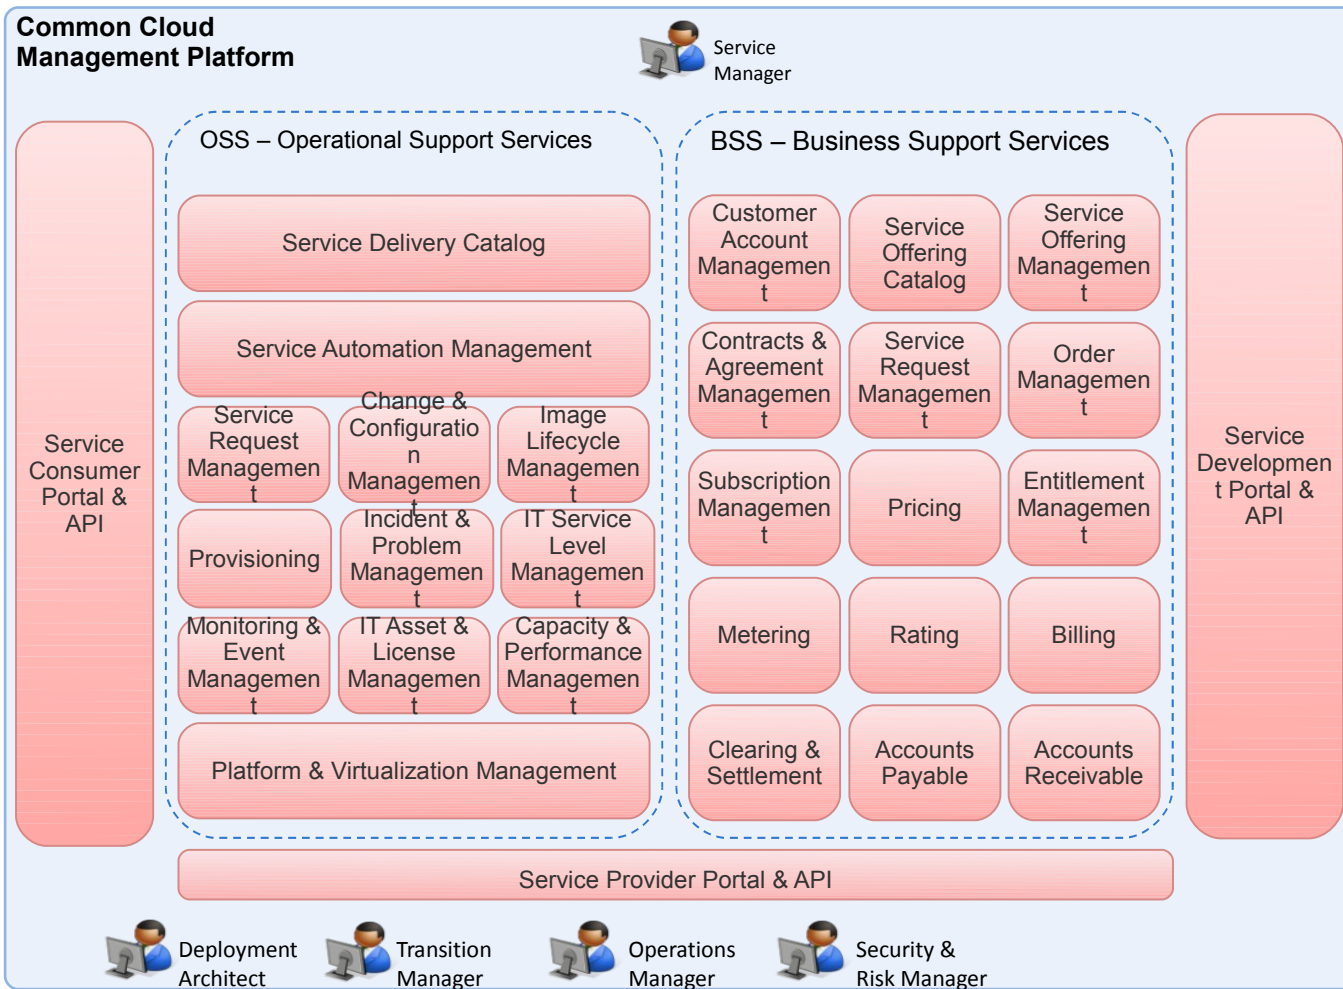 Common Cloud
Management Platform
Service
Manager
OSS – Operational Support Services
BSS – Business Support Services
Service
Consumer
Portal &
API
Service Delivery Catalog
Service Automation Management
Service
Request
Managemen
t
Change &
Configuratio
n
Managemen
t
Image
Lifecycle
Managemen
t
Provisioning
Incident &
Problem
Managemen
t
IT Service
Level
Managemen
t
Monitoring &
Event
Managemen
t
IT Asset &
License
Managemen
t
Capacity &
Performance
Managemen
t
Platform & Virtualization Management
Customer
Account
Managemen
t
Service
Offering
Catalog
Service
Offering
Managemen
t
Contracts &
Agreement
Managemen
t
Service
Request
Managemen
t
Order
Managemen
t
Subscription
Managemen
t
Pricing
Entitlement
Managemen
t
Metering
Rating
Billing
Clearing &
Settlement
Accounts
Payable
Accounts
Receivable
Service
Developmen
t Portal &
API
Service Provider Portal & API
Deployment
Architect
Transition
Manager
Operations
Manager
Security &
Risk Manager